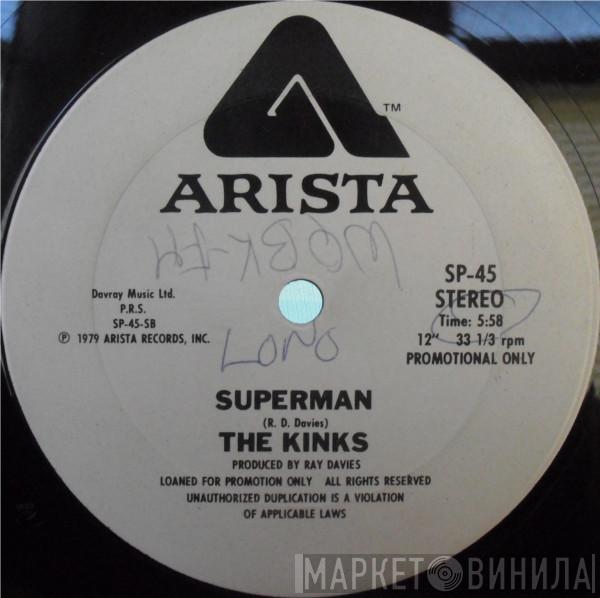 TM
ARISTA
WQBK-FM
Davray Music Ltd.
P.R.S.
SP-45-SB
℗ 1979 ARISTA RECORDS, INC.
SP-45
STEREO
Time: 5:58
12" 33 1/3 rpm
PROMOTIONAL ONLY
LONG
SUPERMAN
(R. D. Davies)
THE KINKS
PRODUCED BY RAY DAVIES
LOANED FOR PROMOTION ONLY ALL RIGHTS RESERVED
UNAUTHORIZED DUPLICATION IS A VIOLATION
OF APPLICABLE LAWS
МАРКЕТ ВИНИЛА